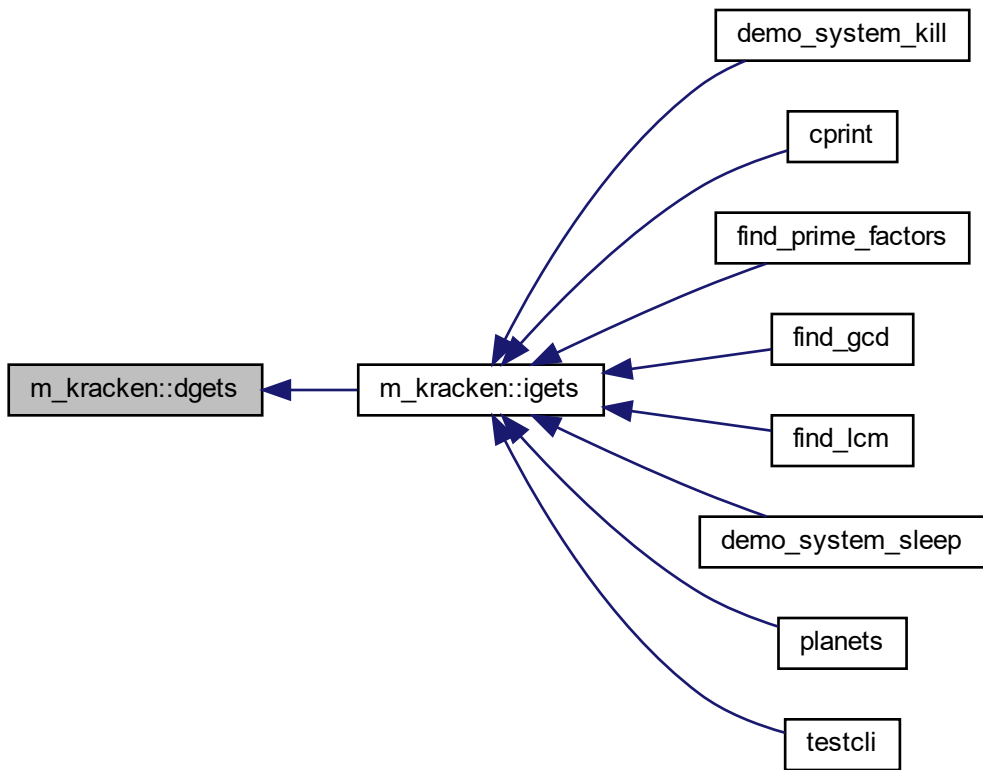 demo_system_kill
cprint
find_prime_factors
find_gcd
m_kracken::dgets
m_kracken::igets
find_lcm
demo_system_sleep
planets
testcli